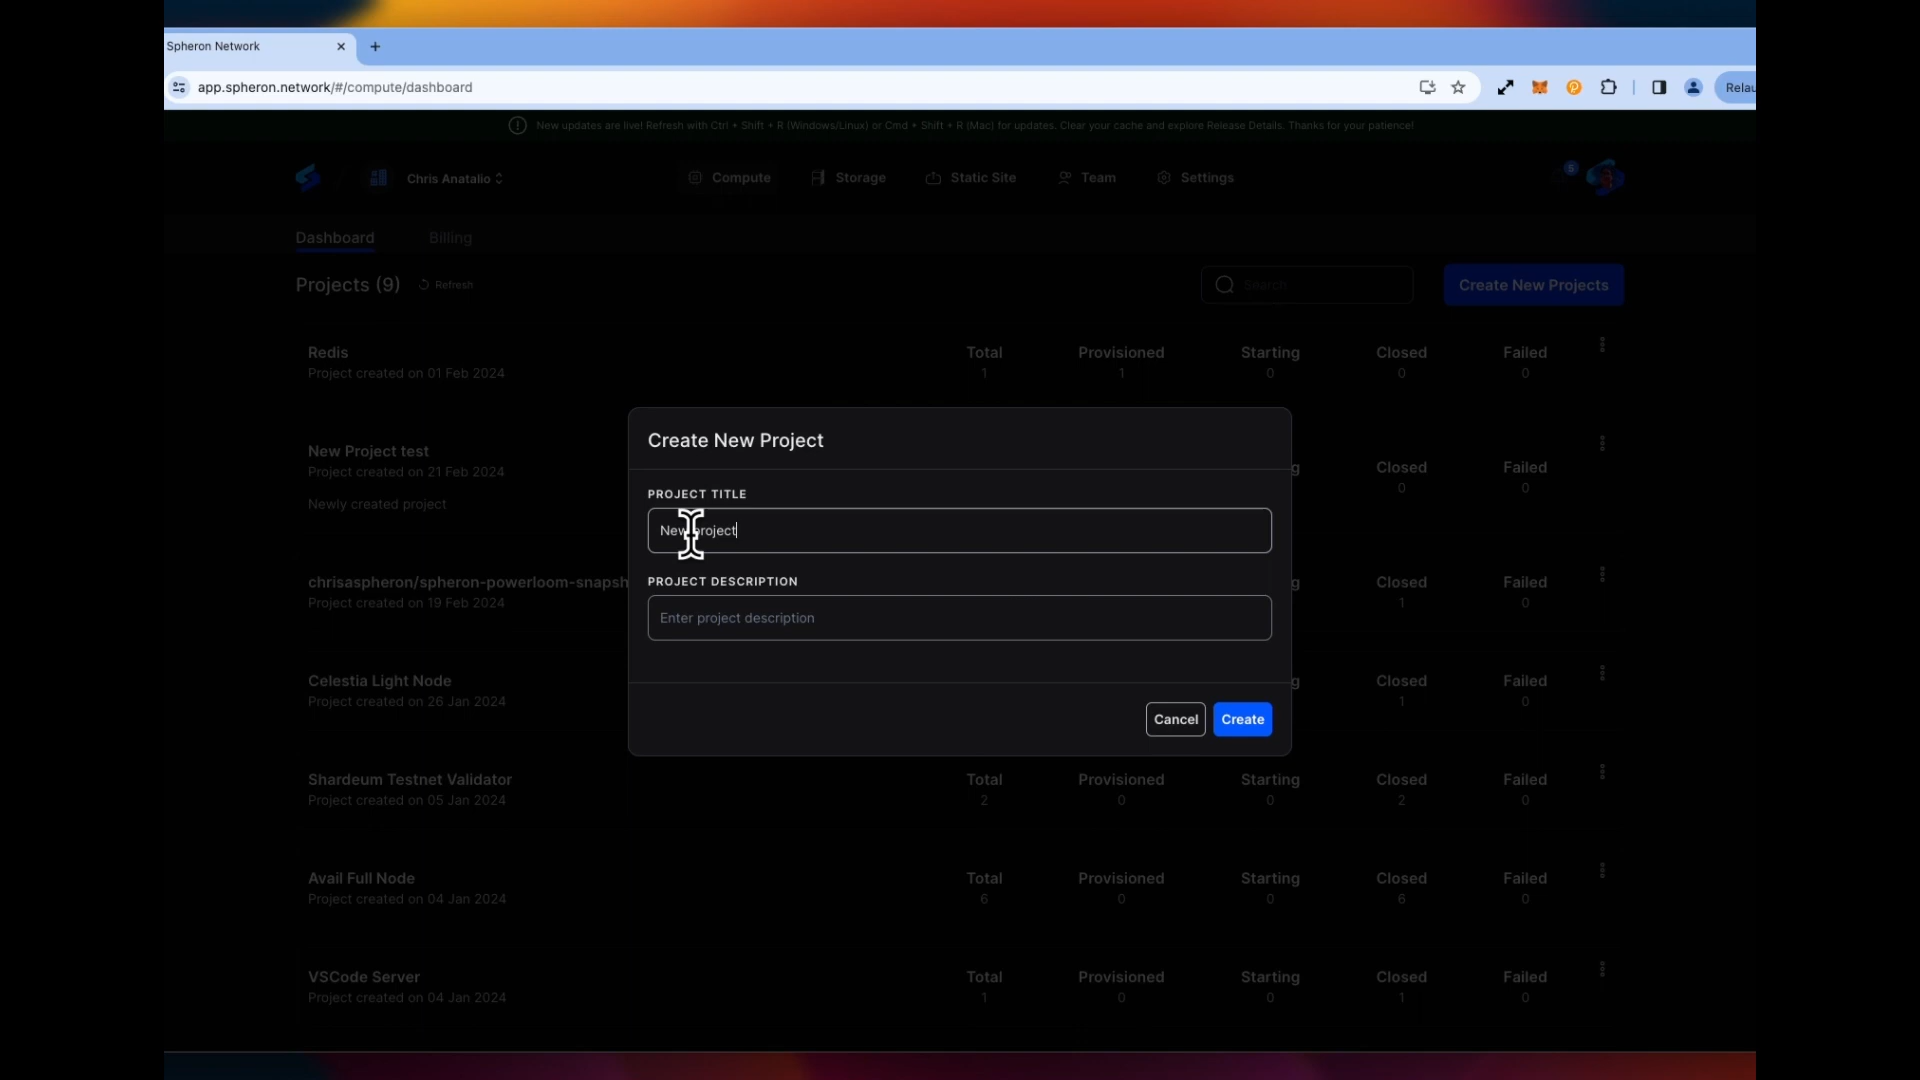 Spheron Network
app.spheron.network/#/compute/dashboard
Relau
New updates are live! Refresh with Ctrl + Shift + R (Windows/Linux) or Cmd + Shift + R (Mac) for updates. Clear your cache and explore Release Details. Thanks for your patience!
Chris Anatalio
Compute
Storage
Static Site
Team
Settings
5
Dashboard
Billing
Projects (9)
Refresh
Search
Create New Projects
Redis
Project created on 01 Feb 2024
Total
1
Provisioned
1
Starting
0
Closed
0
Failed
0
New Project test
Project created on 21 Feb 2024
Newly created project
g
Closed
0
Failed
0
chrisaspheron/spheron-powerloom-snapsh
Project created on 19 Feb 2024
g
Closed
1
Failed
0
Celestia Light Node
Project created on 26 Jan 2024
g
Closed
1
Failed
0
Create New Project
PROJECT TITLE
New project
PROJECT DESCRIPTION
Enter project description
Cancel
Create
Shardeum Testnet Validator
Project created on 05 Jan 2024
Total
2
Provisioned
0
Starting
0
Closed
2
Failed
0
Avail Full Node
Project created on 04 Jan 2024
Total
6
Provisioned
0
Starting
0
Closed
6
Failed
0
VSCode Server
Project created on 04 Jan 2024
Total
1
Provisioned
0
Starting
0
Closed
1
Failed
0